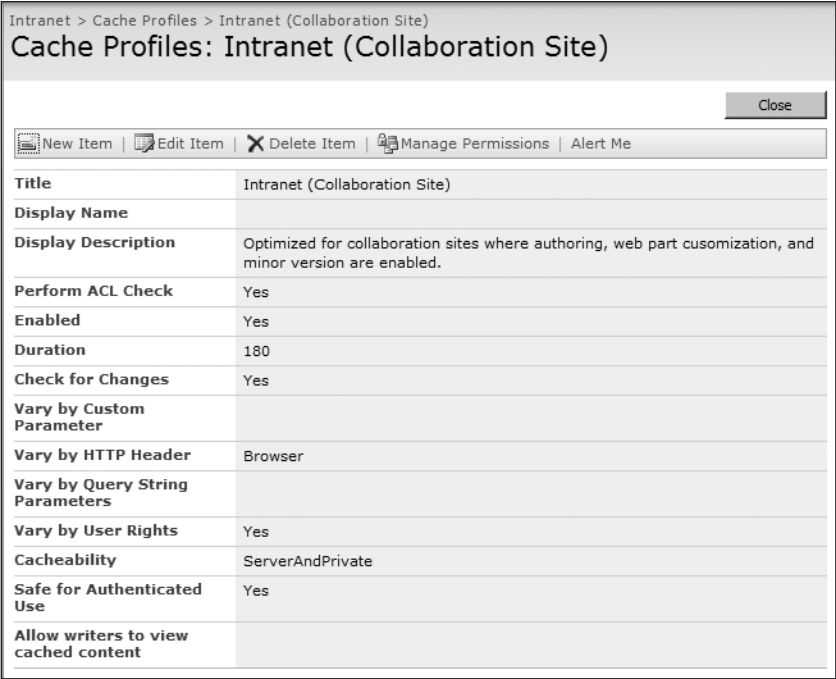 Intranet > Cache Profiles > Intranet (Collaboration Site)
Cache Profiles: Intranet (Collaboration Site)
Close
New Item | Edit Item | Delete Item | Manage Permissions | Alert Me
Title Intranet (Collaboration Site)
Display Name
Display Description Optimized for collaboration sites where authoring, web part cusomization, and
minor version are enabled.
Perform ACL Check Yes
Enabled Yes
Duration 180
Check for Changes Yes
Vary by Custom
Parameter
Vary by HTTP Header Browser
Vary by Query String
Parameters
Vary by User Rights Yes
Cacheability ServerAndPrivate
Safe for Authenticated Yes
Use
Allow writers to view
cached content